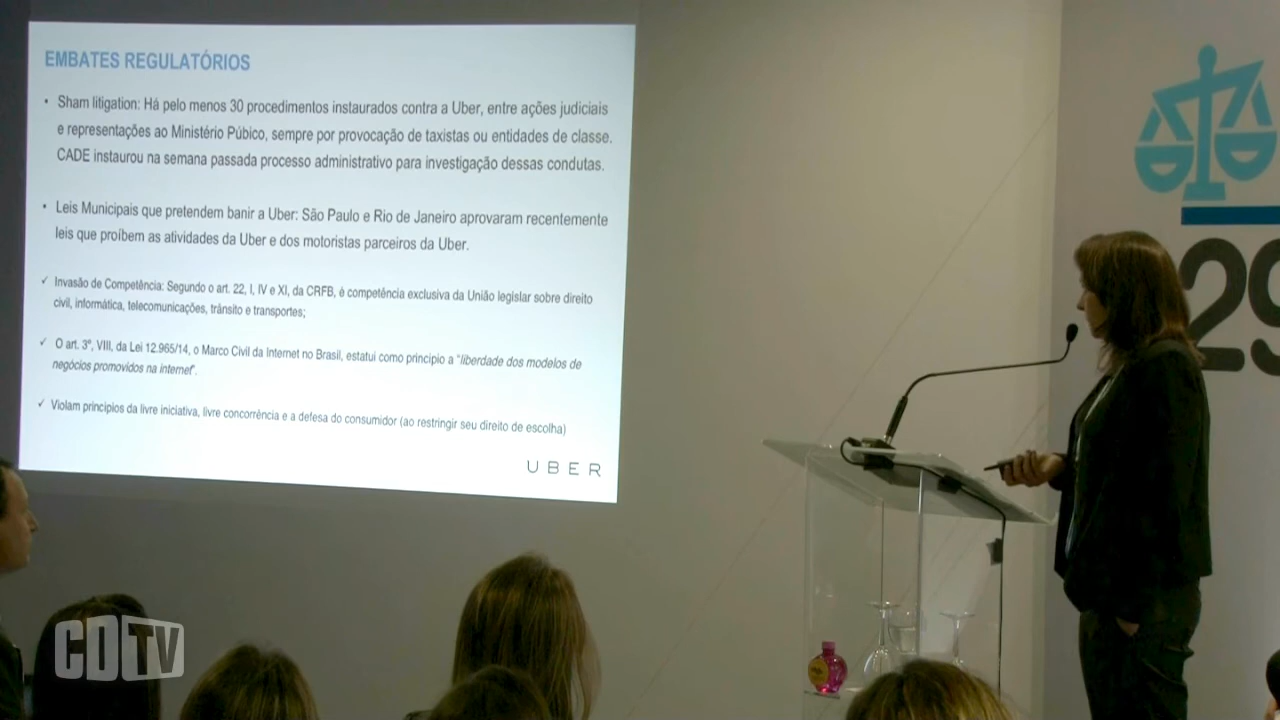 EMBATES REGULATÓRIOS
• Sham litigation: Há pelo menos 30 procedimentos instaurados contra a Uber, entre ações judiciais
e representações ao Ministério Púbico, sempre por provocação de taxistas ou entidades de classe.
CADE instaurou na semana passada processo administrativo para investigação dessas condutas.
• Leis Municipais que pretendem banir a Uber: São Paulo e Rio de Janeiro aprovaram recentemente
leis que proíbem as atividades da Uber e dos motoristas parceiros da Uber.
✓ Invasão de Competência: Segundo o art. 22, I, IV e XI, da CRFB, é competência exclusiva da União legislar sobre direito
civil, informática, telecomunicações, trânsito e transportes;
✓ O art. 3º, VIII, da Lei 12.965/14, o Marco Civil da Internet no Brasil, estatui como principio a "liberdade dos modelos de
negócios promovidos na internet".
✓ Violam princípios da livre iniciativa, livre concorrência e a defesa do consumidor (ao restringir seu direito de escolha)
UBER
29
CDTV